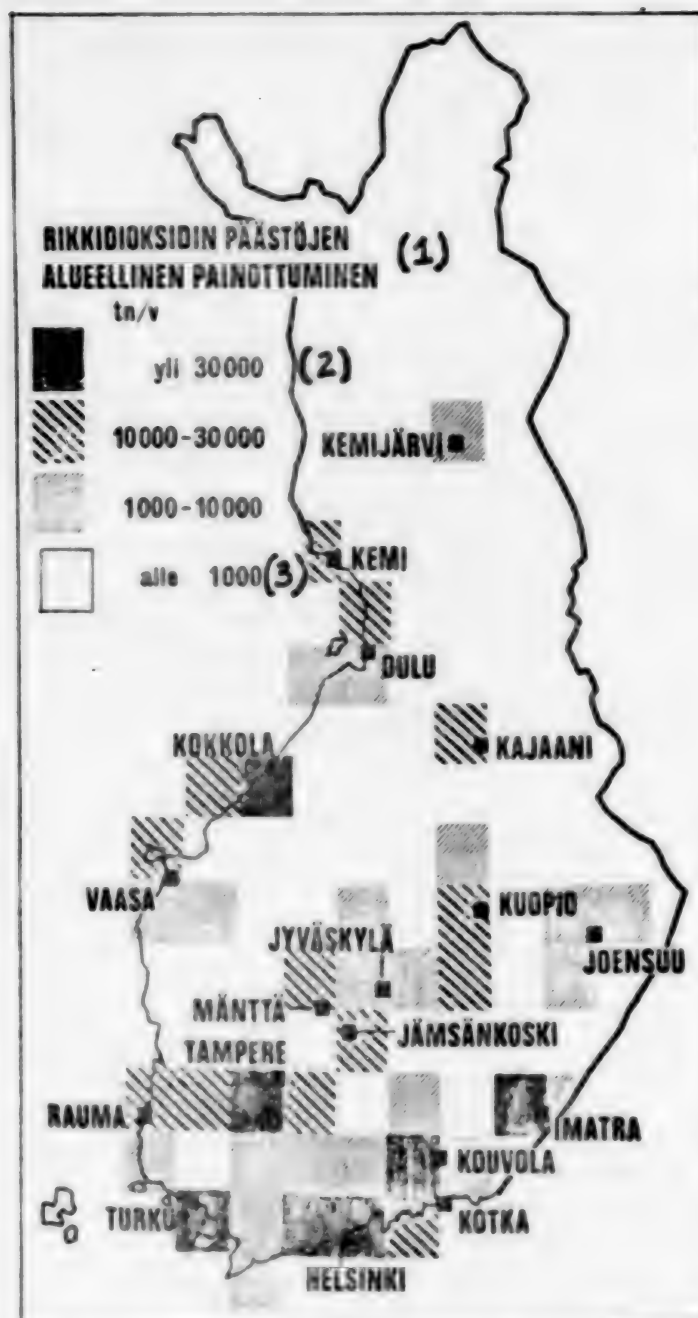 RIKKIDIOKSIDIN PÄÄSTÖJEN
ALUEELLINEN PAINOTTUMINEN
(1)
tn/v
yli 30000 (2)
10000-30000
1000-10000
alle 1000 (3)
KEMIJÄRVI
KEMI
OULU
KOKKOLA
KAJAANI
VAASA
KUOPIO
JYVÄSKYLÄ
JOENSUU
MÄNTTÄ
JÄMSÄNKOSKI
TAMPERE
RAUMA
IMATRA
KOUVOLA
TURKU
KOTKA
HELSINKI